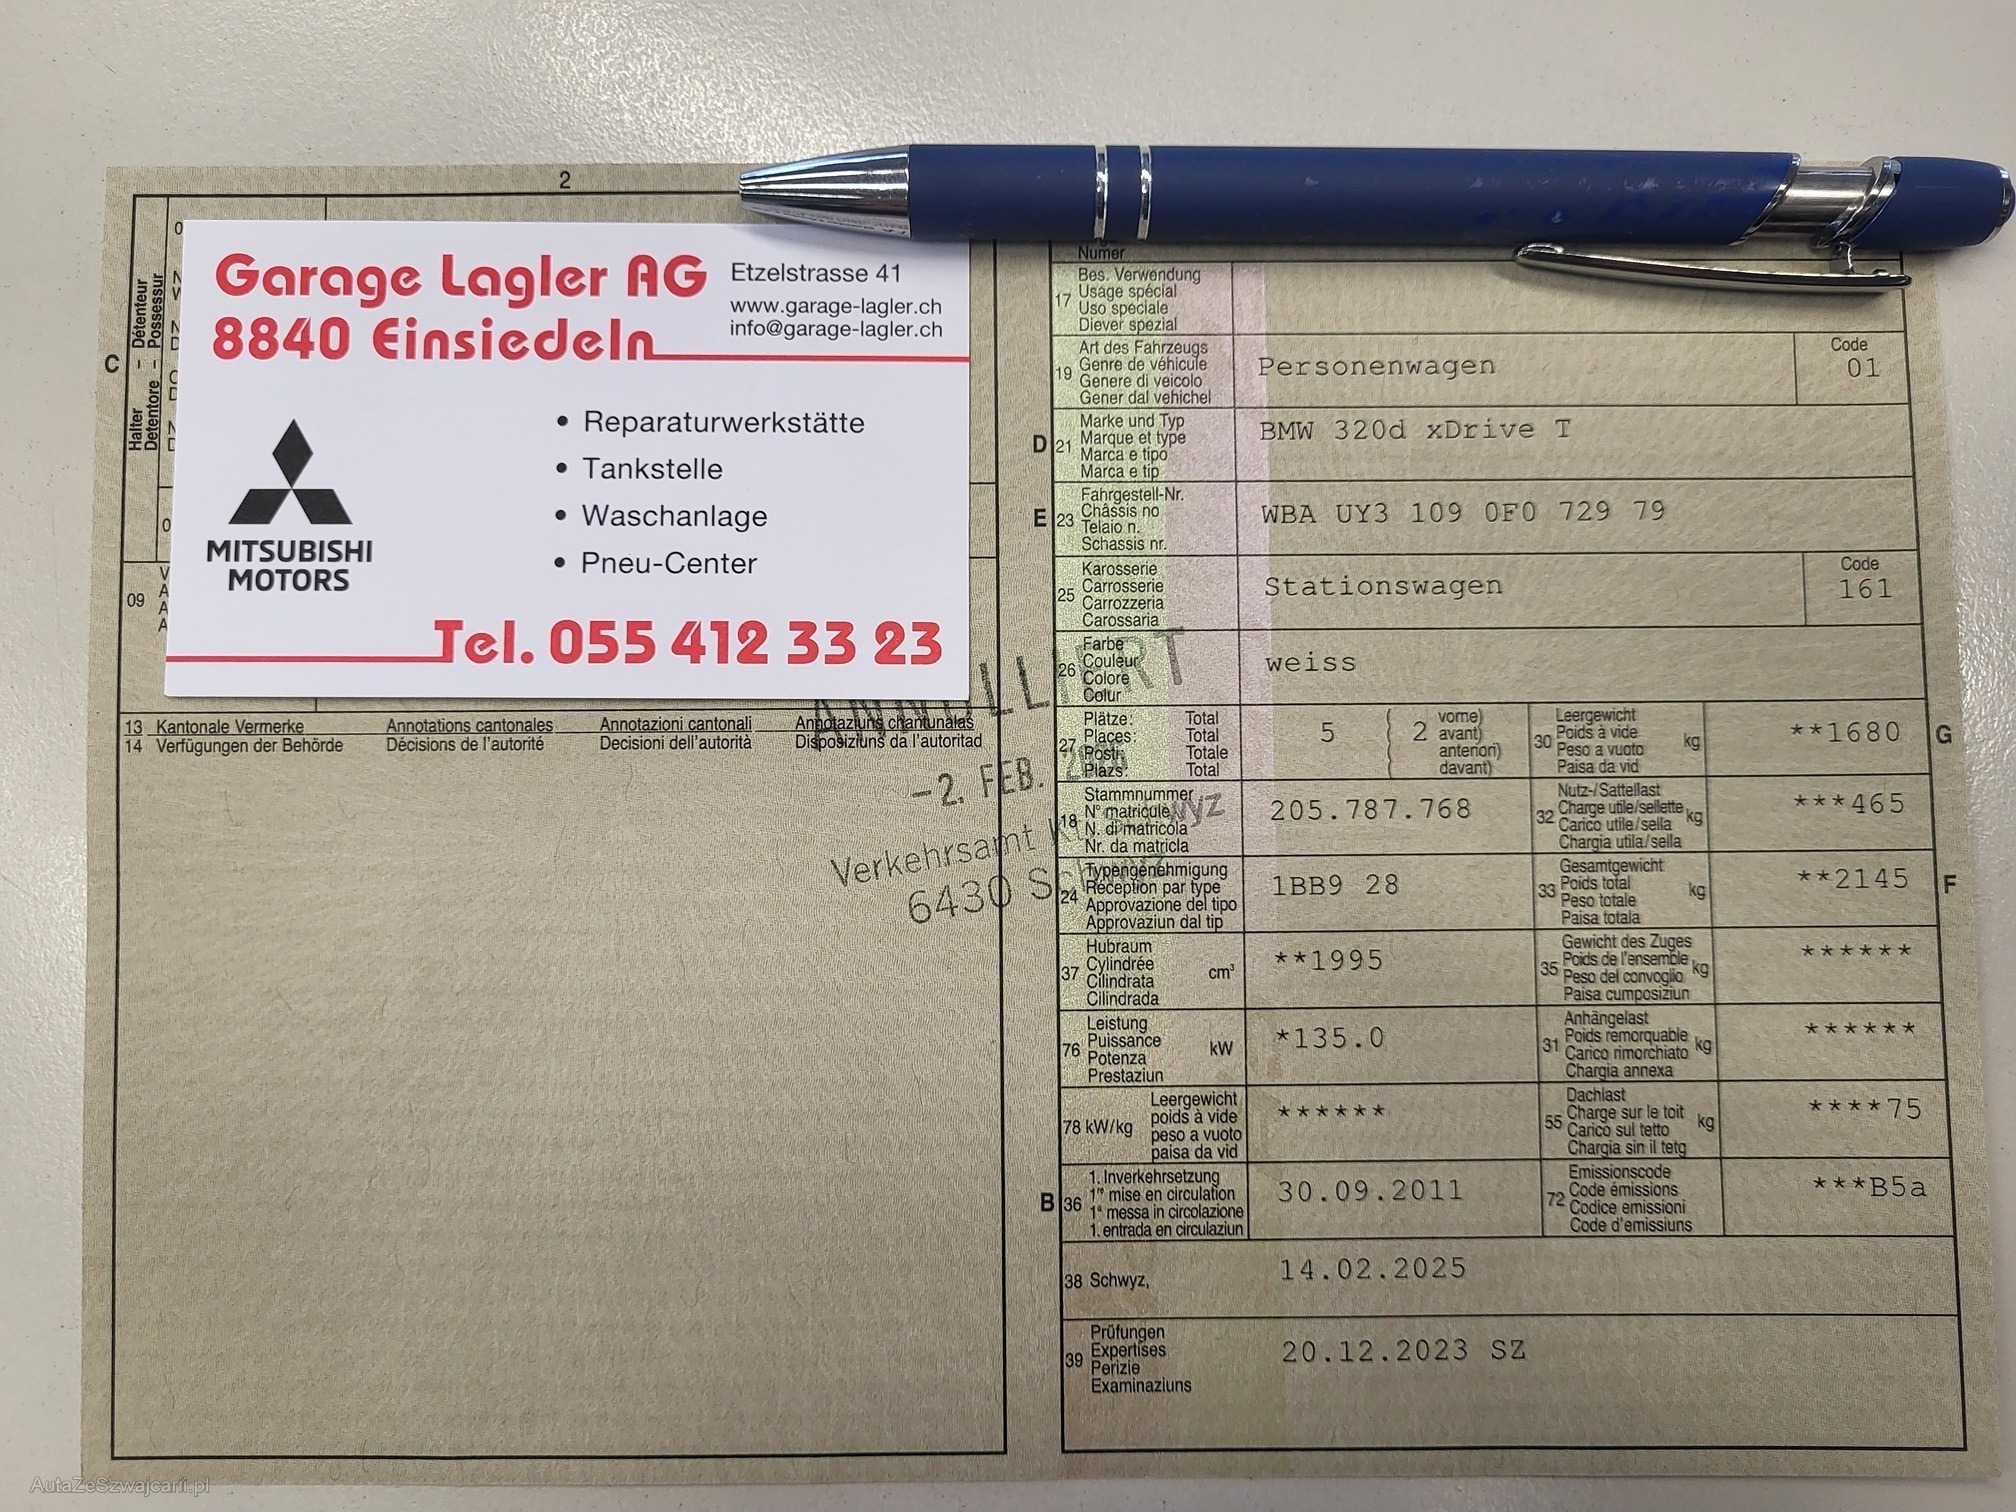 2
Garage Lagler AG
8840 Einsiedeln
Etzelstrasse 41
www.garage-lagler.ch
info@garage-lagler.ch
MITSUBISHI
MOTORS
• Reparaturwerkstätte
• Tankstelle
• Waschanlage
• Pneu-Center
Tel. 055 412 33 23
C
Halter – Détenteur
Detentore – Possessur
09
13 Kantonale Vermerke Annotations cantonales Annotazioni cantonali Annotaziuns chantunalas
14 Verfügungen der Behörde Décisions de l'autorité Decisioni dell'autorità Disposiziuns da l'autoritad
-2. FEB.
Verkehrsamt
6430
Numer
17
Bes. Verwendung
Usage spécial
Uso speciale
Diever spezial
19
Art des Fahrzeugs
Genre de véhicule
Genere di veicolo
Gener dal vehichel
Personenwagen
Code
01
D
21
Marke und Typ
Marque et type
Marca e tipo
Marca e tip
BMW 320d xDrive T
E
23
Fahrgestell-Nr.
Châssis no
Telaio n.
Schassis nr.
WBA UY3 109 0F0 729 79
25
Karosserie
Carrosserie
Carrozzeria
Carossaria
Stationswagen
Code
161
26
Farbe
Couleur
Colore
Colur
weiss
27
Plätze: Total
Places: Total
Posti: Totale
Plazs: Total
5
2
vorne)
avant)
anteriori)
davant)
30
Leergewicht
Poids à vide
Peso a vuoto
Paisa da vid
kg
**1680
G
18
Stammnummer
N° matricule
N. di matricola
Nr. da matricla
205.787.768
32
Nutz-/Sattellast
Charge utile/sellette
Carico utile/sella
Chargia utila/sella
kg
***465
24
Typengenehmigung
Réception par type
Approvazione del tipo
Approvaziun dal tip
1BB9 28
33
Gesamtgewicht
Poids total
Peso totale
Paisa totala
kg
**2145
F
37
Hubraum
Cylindrée
Cilindrata
Cilindrada
cm³
**1995
35
Gewicht des Zuges
Poids de l'ensemble
Peso del convoglio
Paisa cumposiziun
kg
******
76
Leistung
Puissance
Potenza
Prestaziun
kW
*135.0
31
Anhängelast
Poids remorquable
Carico rimorchiato
Chargia annexa
kg
******
78 kW/kg
Leergewicht
poids à vide
peso a vuoto
paisa da vid
******
55
Dachlast
Charge sur le toit
Carico sul tetto
Chargia sin il tetg
kg
****75
B
36
1. Inverkehrsetzung
1re mise en circulation
1a messa in circolazione
1. entrada en circulaziun
30.09.2011
72
Emissionscode
Code émissions
Codice emissioni
Code d'emissiuns
***B5a
38 Schwyz,
14.02.2025
39
Prüfungen
Expertises
Perizie
Examinaziuns
20.12.2023 SZ
AutaZeSzwajcarii.pl